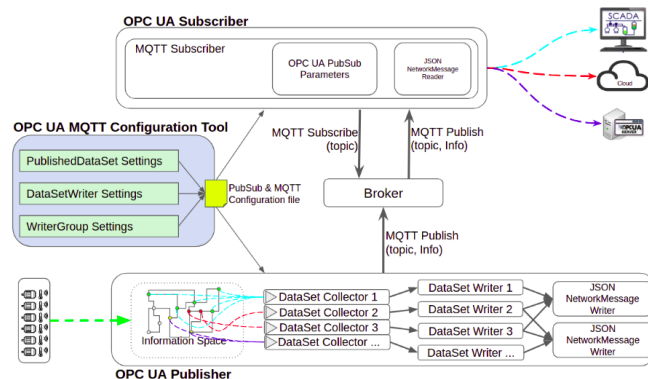 OPC UA Subscriber
MQTT Subscriber
OPC UA PubSub
Parameters
JSON
NetworkMessage
Reader
SCADA
Cloud
OPCUA
SERVER
OPC UA MQTT Configuration Tool
PublishedDataSet Settings
DataSetWriter Settings
WriterGroup Settings
PubSub & MQTT
Configuration file
MQTT Subscribe
(topic)
MQTT Publish
(topic, Info)
Broker
MQTT Publish
(topic, Info)
Information Space
DataSet Collector 1
DataSet Collector 2
DataSet Collector 3
DataSet Collector ...
DataSet Writer 1
DataSet Writer 2
DataSet Writer 3
DataSet Writer ...
JSON
NetworkMessage
Writer
JSON
NetworkMessage
Writer
OPC UA Publisher